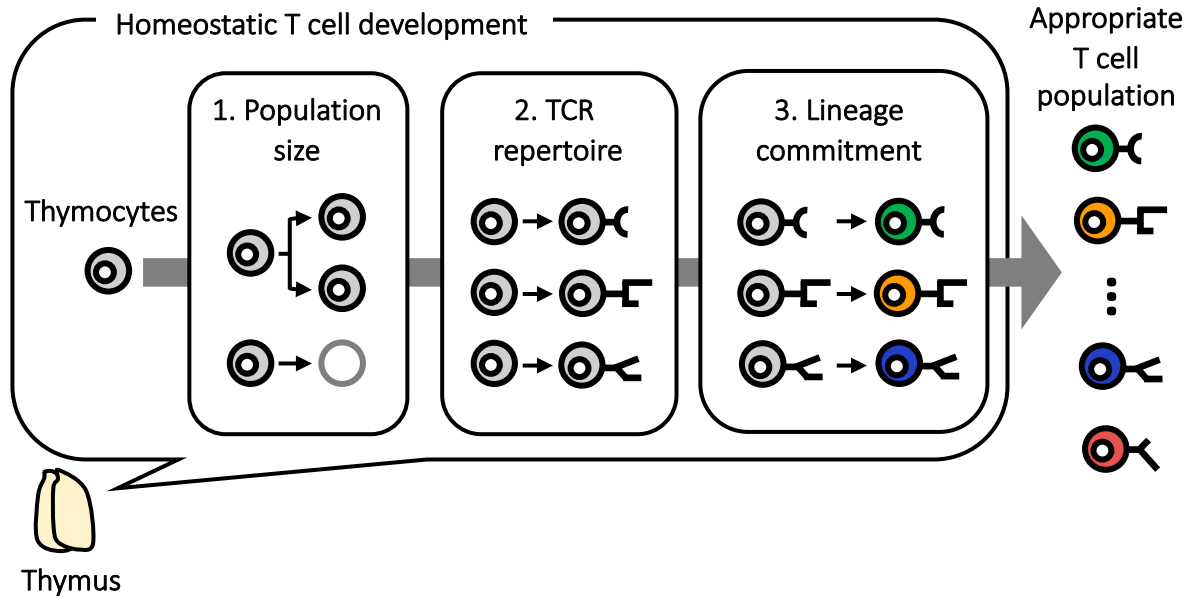 Homeostatic T cell development
Appropriate
T cell
population
1. Population
size
2. TCR
repertoire
3. Lineage
commitment
Thymocytes
Thymus